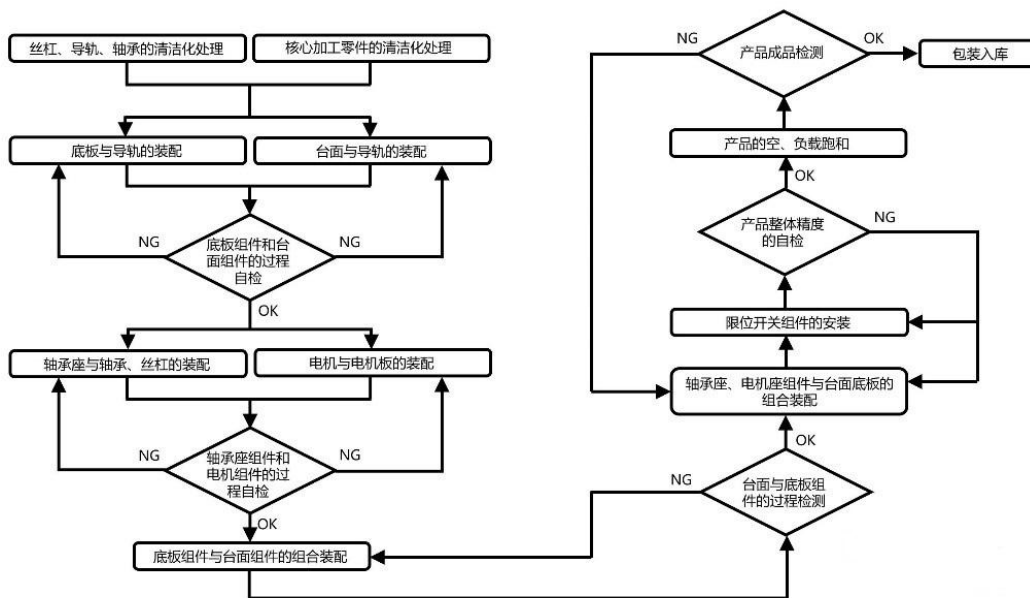 丝杠、导轨、轴承的清洁化处理
核心加工零件的清洁化处理
底板与导轨的装配
台面与导轨的装配
NG
底板组件和台
面组件的过程
自检
NG
OK
轴承座与轴承、丝杠的装配
电机与电机板的装配
NG
轴承座组件和
电机组件的过
程自检
NG
OK
底板组件与台面组件的组合装配
NG
台面与底板组
件的过程检测
OK
轴承座、电机座组件与台面底板的
组合装配
限位开关组件的安装
产品整体精度
的自检
NG
OK
产品的空、负载跑和
NG
产品成品检测
OK
包装入库